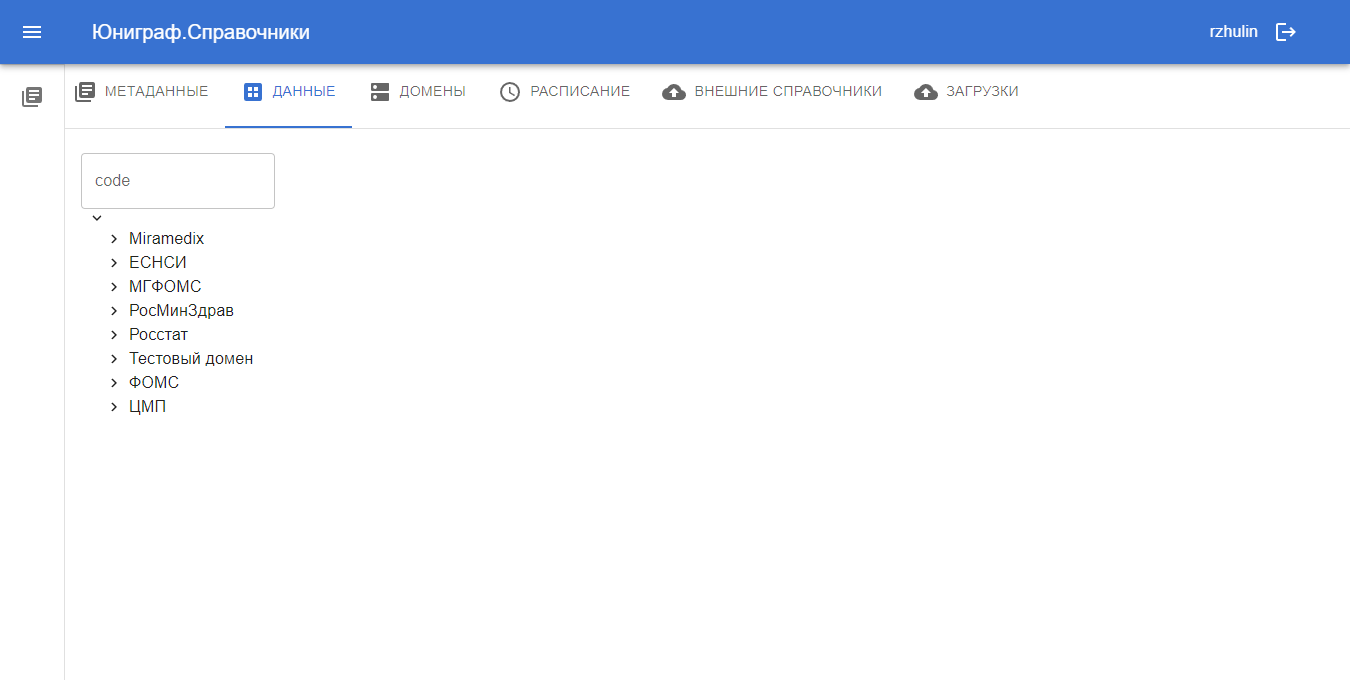 Юниграф.Справочники
rzhulin
МЕТАДАННЫЕ
ДАННЫЕ
ДОМЕНЫ
РАСПИСАНИЕ
ВНЕШНИЕ СПРАВОЧНИКИ
ЗАГРУЗКИ
code
Miramedix
ЕСНСИ
МГФОМС
РосМинЗдрав
Росстат
Тестовый домен
ФОМС
ЦМП